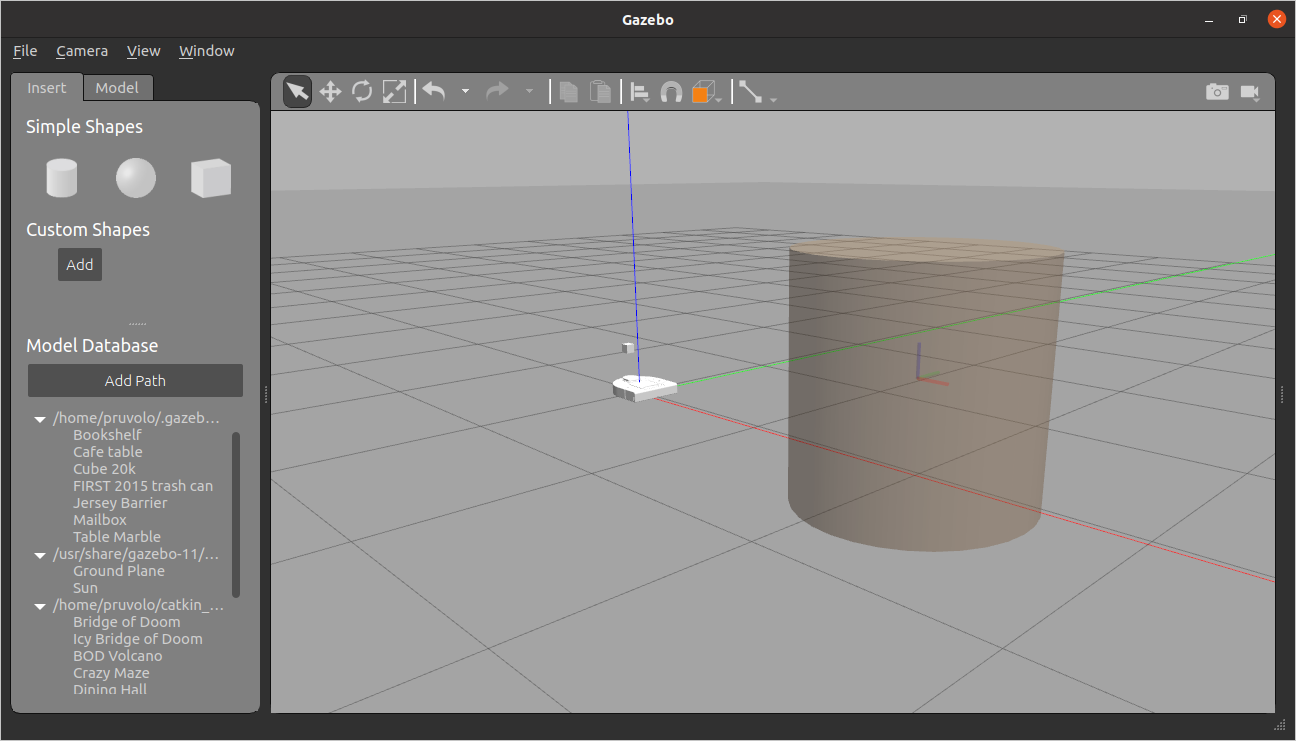 Gazebo
File Camera View Window
Insert Model
Simple Shapes
Custom Shapes
Add
Model Database
Add Path
/home/pruvolo/.gazeb...
Bookshelf
Cafe table
Cube 20k
FIRST 2015 trash can
Jersey Barrier
Mailbox
Table Marble
/usr/share/gazebo-11/...
Ground Plane
Sun
/home/pruvolo/catkin_...
Bridge of Doom
Icy Bridge of Doom
BOD Volcano
Crazy Maze
Dining Hall